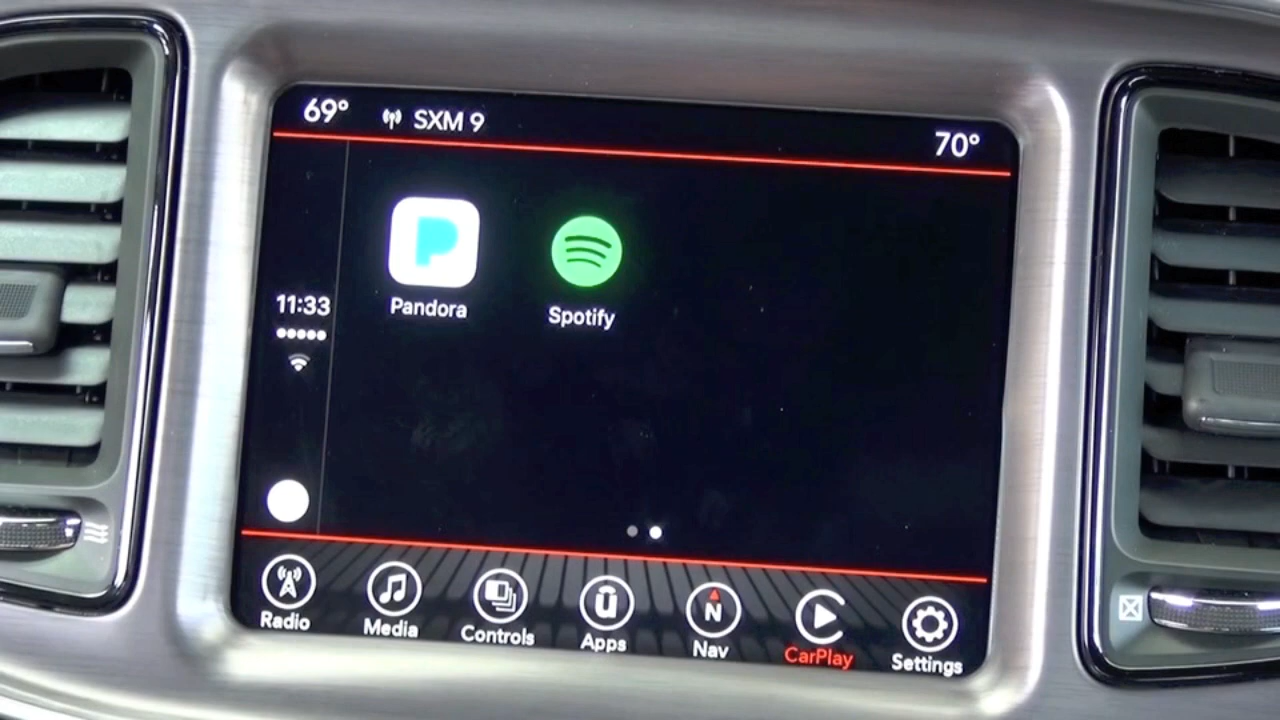 69° SXM 9 70°
Pandora Spotify
11:33
Radio Media Controls Apps Nav CarPlay Settings